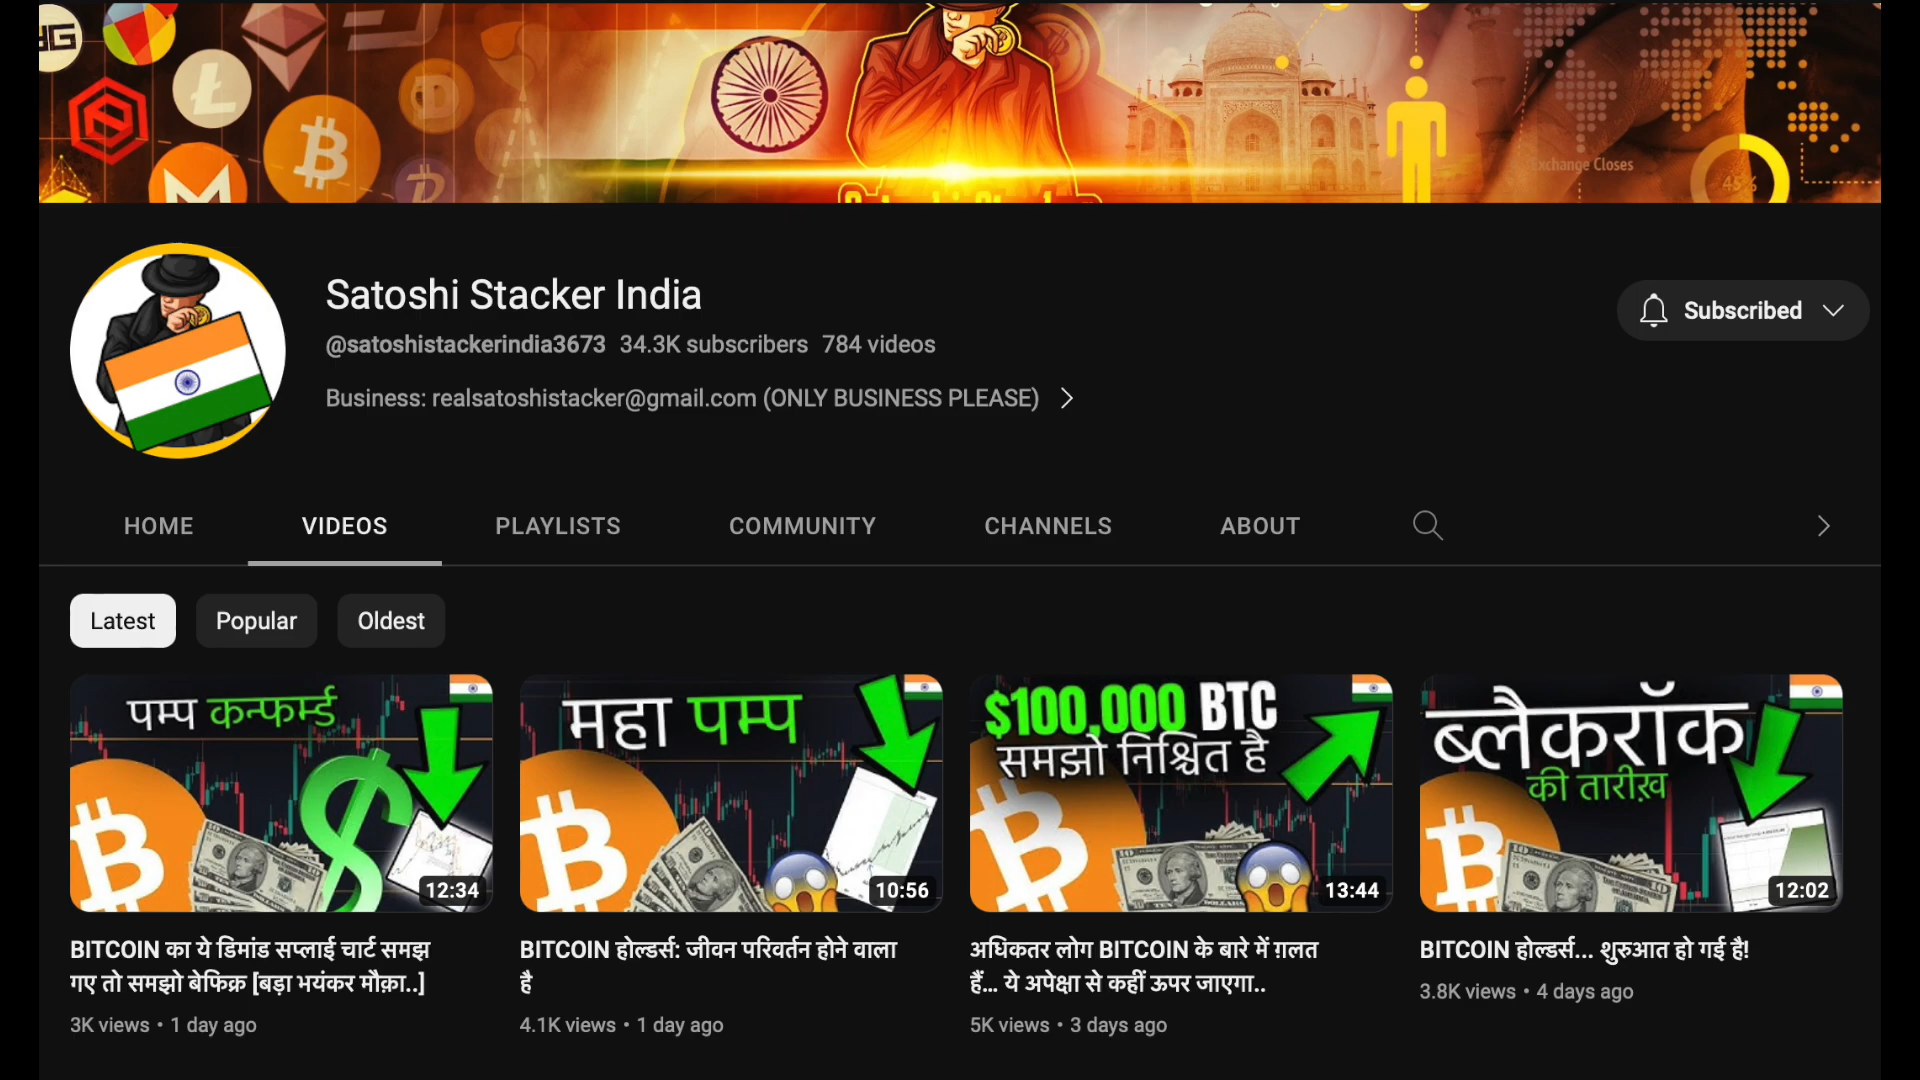 Exchange Closes
45%
Satoshi Stacker India
@satoshistackerindia3673 34.3K subscribers 784 videos
Business: realsatoshistacker@gmail.com (ONLY BUSINESS PLEASE)
Subscribed
HOME VIDEOS PLAYLISTS COMMUNITY CHANNELS ABOUT
Latest Popular Oldest
पम्प कन्फर्म्ड
12:34
महा पम्प
10:56
$100,000 BTC
समझो निश्चित है
13:44
ब्लैकरॉक
की तारीख़
12:02
BITCOIN का ये डिमांड सप्लाई चार्ट समझ
गए तो समझो बेफिक्र [बड़ा भयंकर मौक़ा..]
3K views • 1 day ago
BITCOIN होल्डर्स: जीवन परिवर्तन होने वाला
है
4.1K views • 1 day ago
अधिकतर लोग BITCOIN के बारे में ग़लत
हैं... ये अपेक्षा से कहीं ऊपर जाएगा..
5K views • 3 days ago
BITCOIN होल्डर्स... शुरुआत हो गई है!
3.8K views • 4 days ago